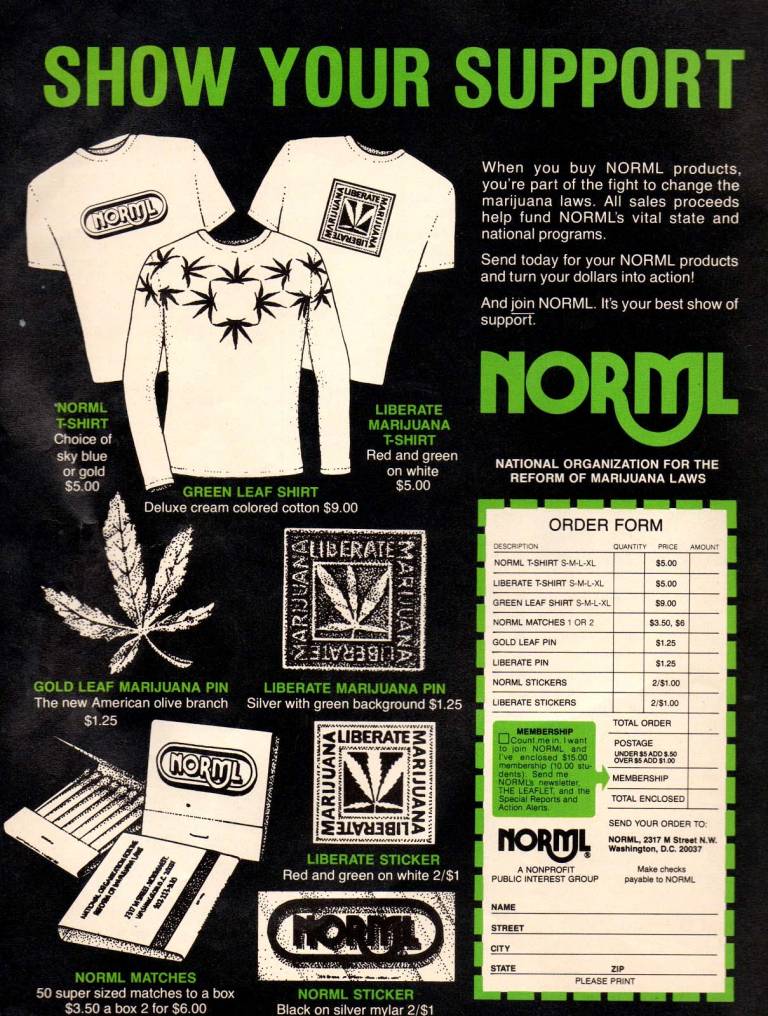 SHOW YOUR SUPPORT
NORML
LIBERATE
MARIJUANA
LIBERATE
MARIJUANA
When you buy NORML products,
you're part of the fight to change the
marijuana laws. All sales proceeds
help fund NORML's vital state and
national programs.
Send today for your NORML products
and turn your dollars into action!
And join NORML. It's your best show of
support.
NORML
NATIONAL ORGANIZATION FOR THE
REFORM OF MARIJUANA LAWS
NORML
T-SHIRT
Choice of
sky blue
or gold
$5.00
LIBERATE
MARIJUANA
T-SHIRT
Red and green
on white
$5.00
GREEN LEAF SHIRT
Deluxe cream colored cotton $9.00
LIBERATE
MARIJUANA
LIBERATE
MARIJUANA
GOLD LEAF MARIJUANA PIN
The new American olive branch
$1.25
LIBERATE MARIJUANA PIN
Silver with green background $1.25
NORML
LIBERATE
MARIJUANA
LIBERATE
MARIJUANA
LIBERATE STICKER
Red and green on white 2/$1
NORML MATCHES
50 super sized matches to a box
$3.50 a box 2 for $6.00
NORML
NORML STICKER
Black on silver mylar 2/$1
ORDER FORM
DESCRIPTION QUANTITY PRICE AMOUNT
NORML T-SHIRT S-M-L-XL $5.00
LIBERATE T-SHIRT S-M-L-XL $5.00
GREEN LEAF SHIRT S-M-L-XL $9.00
NORML MATCHES 1 OR 2 $3.50, $6
GOLD LEAF PIN $1.25
LIBERATE PIN $1.25
NORML STICKERS 2/$1.00
LIBERATE STICKERS 2/$1.00
TOTAL ORDER
POSTAGE
UNDER $5 ADD $.50
OVER $5 ADD $1.00
MEMBERSHIP
TOTAL ENCLOSED
MEMBERSHIP
Count me in. I want
to join NORML and
I've enclosed $15.00
membership (10.00 stu-
dents). Send me
NORML's newsletter,
THE LEAFLET, and the
Special Reports and
Action Alerts.
NORML®
A NONPROFIT
PUBLIC INTEREST GROUP
SEND YOUR ORDER TO:
NORML, 2317 M Street N.W.
Washington, D.C. 20037
Make checks
payable to NORML
NAME
STREET
CITY
STATE ZIP
PLEASE PRINT